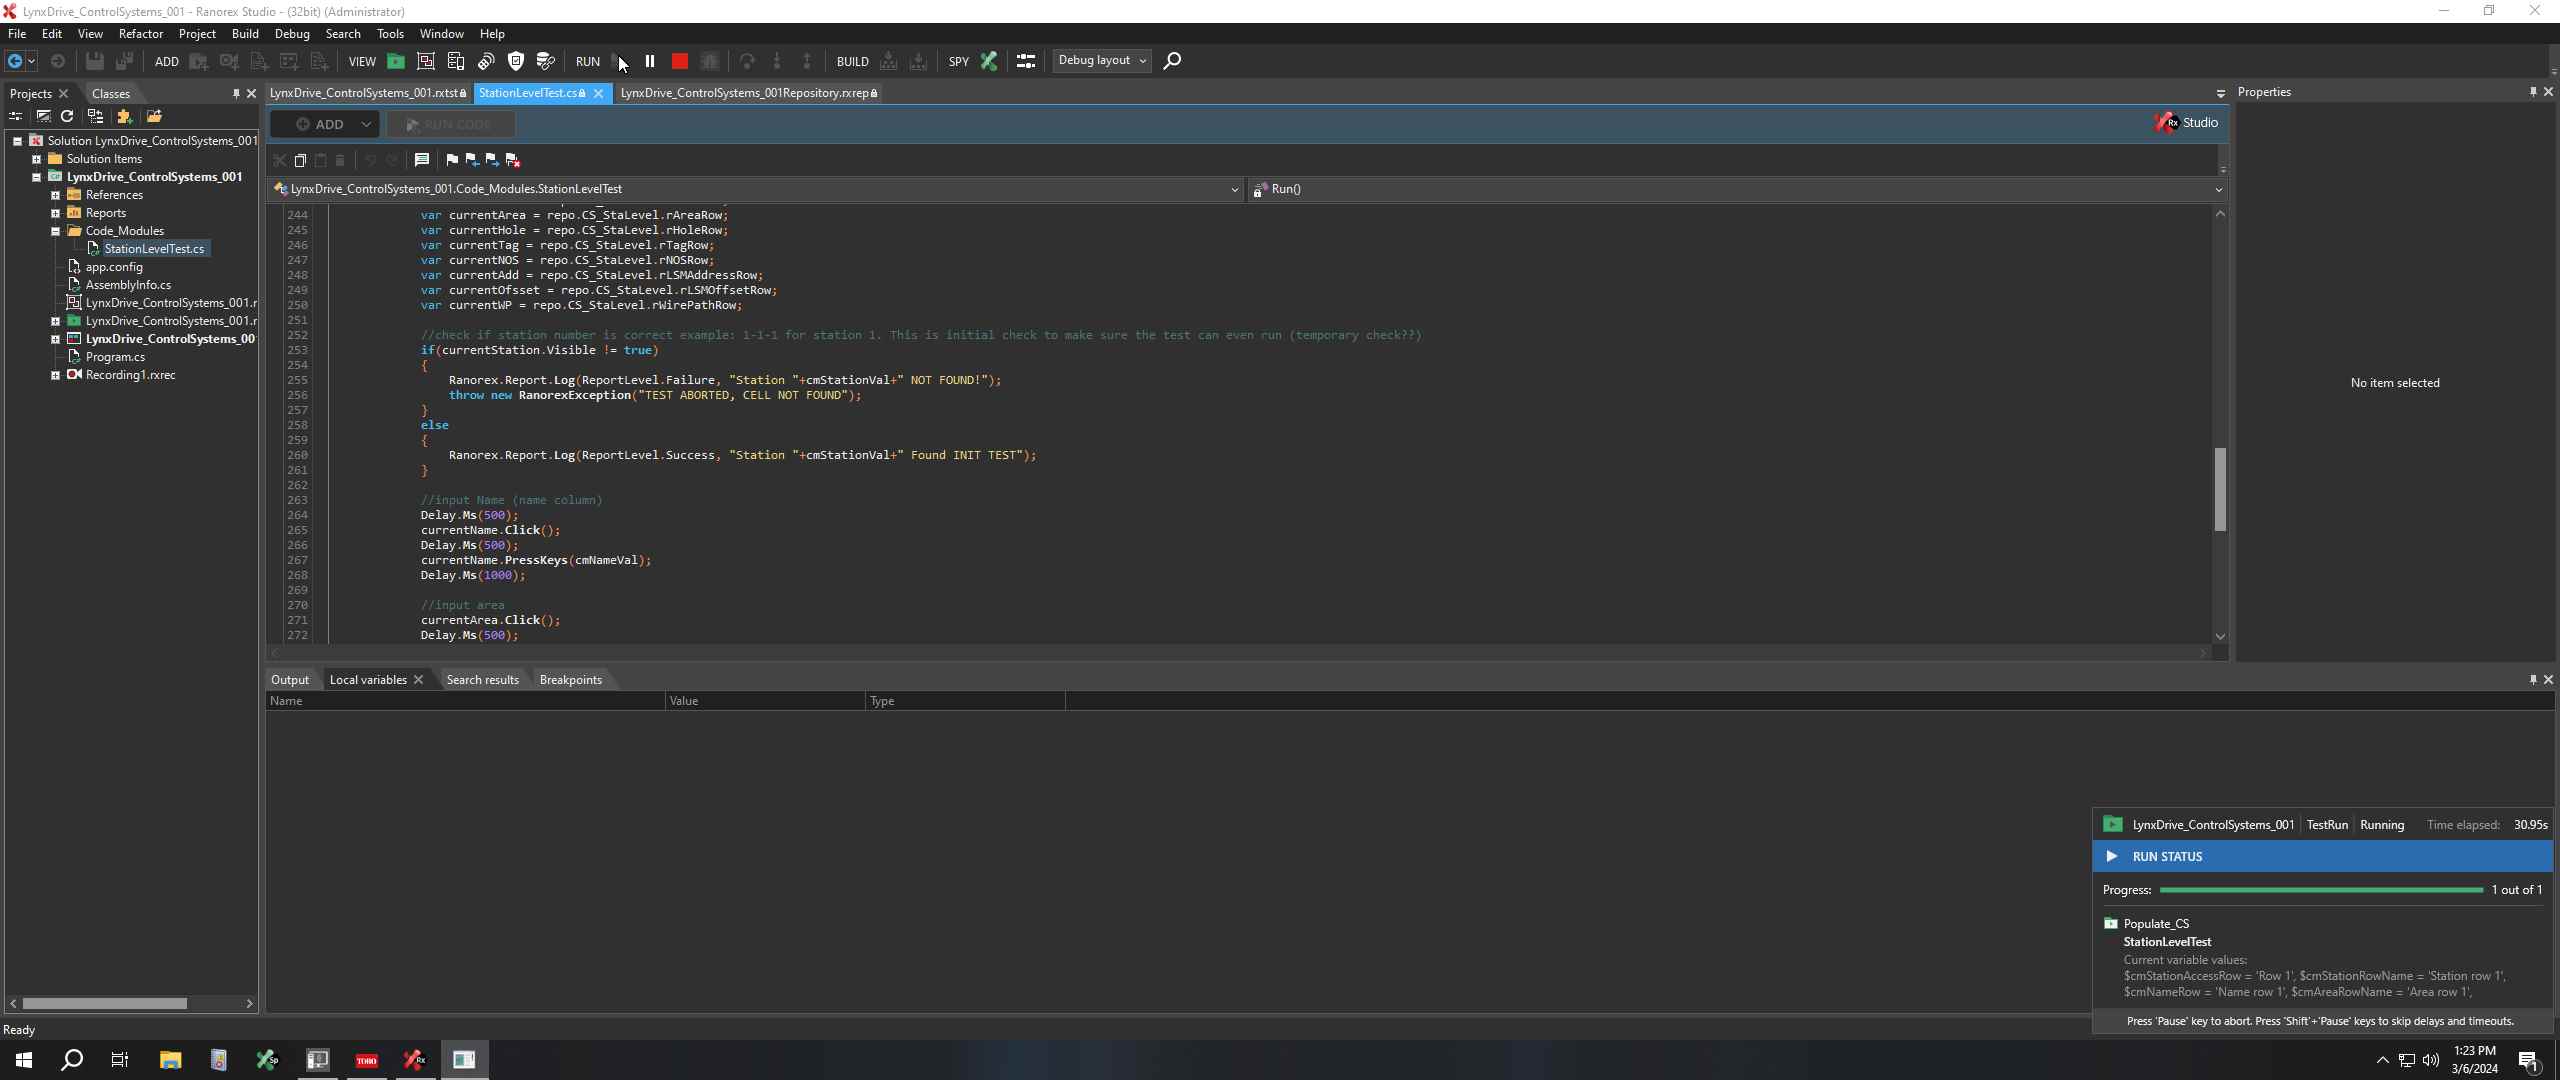 LynxDrive_ControlSystems_001 - Ranorex Studio - (32bit) (Administrator)
File Edit View Refactor Project Build Debug Search Tools Window Help
ADD VIEW RUN BUILD SPY Debug layout
Projects Classes
LynxDrive_ControlSystems_001.rxtst StationLevelTest.cs LynxDrive_ControlSystems_001Repository.rxrep
Properties
ADD RUN CODE
Rx Studio
Solution LynxDrive_ControlSystems_001
Solution Items
LynxDrive_ControlSystems_001
References
Reports
Code_Modules
StationLevelTest.cs
app.config
AssemblyInfo.cs
LynxDrive_ControlSystems_001.r
LynxDrive_ControlSystems_001.r
LynxDrive_ControlSystems_00
Program.cs
Recording1.rxrec
LynxDrive_ControlSystems_001.Code_Modules.StationLevelTest
Run()
244 var currentArea = repo.CS_StaLevel.rAreaRow;
245 var currentHole = repo.CS_StaLevel.rHoleRow;
246 var currentTag = repo.CS_StaLevel.rTagRow;
247 var currentNOS = repo.CS_StaLevel.rNOSRow;
248 var currentAdd = repo.CS_StaLevel.rLSMAddressRow;
249 var currentOfsset = repo.CS_StaLevel.rLSMOffsetRow;
250 var currentWP = repo.CS_StaLevel.rWirePathRow;
251
252 //check if station number is correct example: 1-1-1 for station 1. This is initial check to make sure the test can even run (temporary check??)
253 if(currentStation.Visible != true)
254 {
255 Ranorex.Report.Log(ReportLevel.Failure, "Station "+cmStationVal+" NOT FOUND!");
256 throw new RanorexException("TEST ABORTED, CELL NOT FOUND");
257 }
258 else
259 {
260 Ranorex.Report.Log(ReportLevel.Success, "Station "+cmStationVal+" Found INIT TEST");
261 }
262
263 //input Name (name column)
264 Delay.Ms(500);
265 currentName.Click();
266 Delay.Ms(500);
267 currentName.PressKeys(cmNameVal);
268 Delay.Ms(1000);
269
270 //input area
271 currentArea.Click();
272 Delay.Ms(500);
No item selected
Output Local variables Search results Breakpoints
Name Value Type
LynxDrive_ControlSystems_001 TestRun Running Time elapsed: 30.95s
RUN STATUS
Progress: 1 out of 1
Populate_CS
StationLevelTest
Current variable values:
$cmStationAccessRow = 'Row 1', $cmStationRowName = 'Station row 1',
$cmNameRow = 'Name row 1', $cmAreaRowName = 'Area row 1',
Press 'Pause' key to abort. Press 'Shift'+'Pause' keys to skip delays and timeouts.
Ready
Sp TORO Rx
1:23 PM
3/6/2024
1